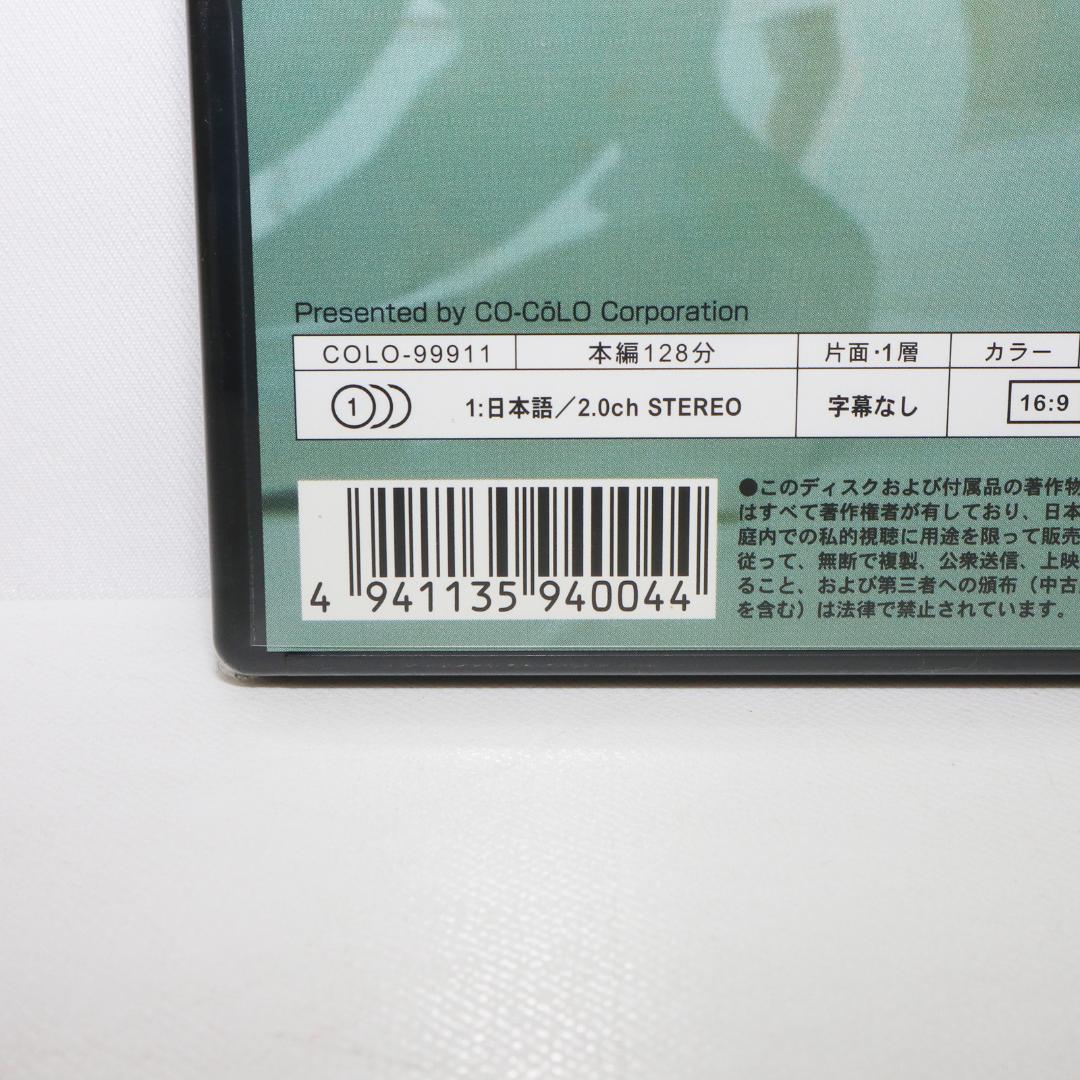 Presented by CO-CōLO Corporation
COLO-99911 本編128分 片面・1層 カラー
1 1:日本語／2.0ch STEREO 字幕なし 16:9
4 941135 940044
●このディスクおよび付属品の著作物
はすべて著作権者が有しており、日本
庭内での私的視聴に用途を限って販売
従って、無断で複製、公衆送信、上映
ること、および第三者への頒布（中古
を含む）は法律で禁止されています。